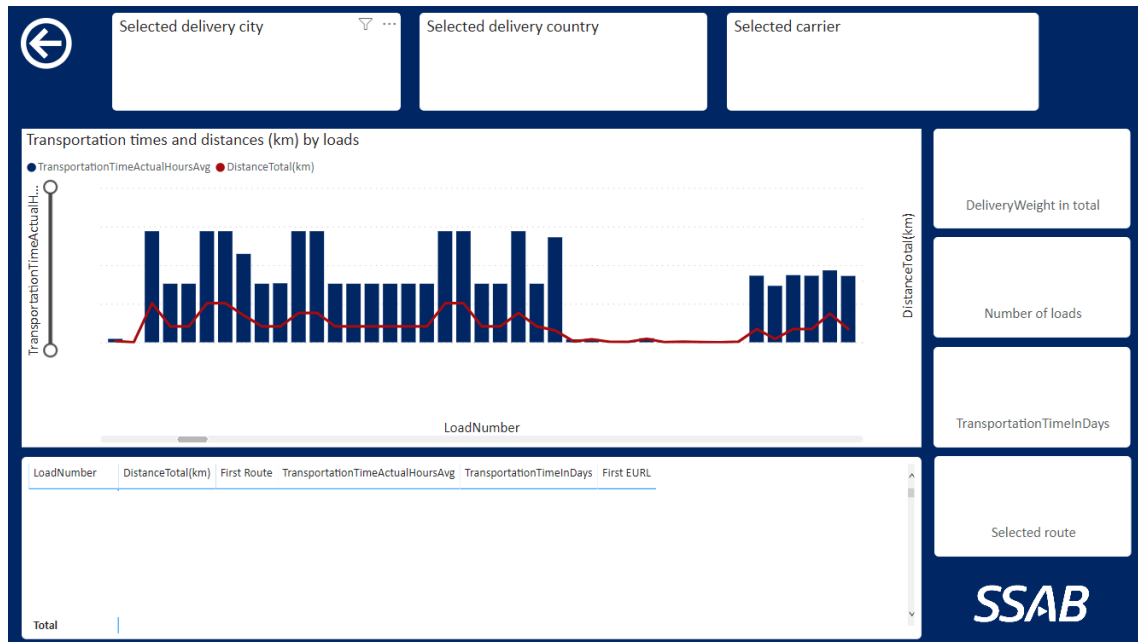 Selected delivery city
Selected delivery country
Selected carrier
Transportation times and distances (km) by loads
TransportationTimeActualHoursAvg DistanceTotal(km)
TransportationTimeActualH...
DistanceTotal(km)
LoadNumber
DeliveryWeight in total
Number of loads
TransportationTimeInDays
Selected route
LoadNumber DistanceTotal(km) First Route TransportationTimeActualHoursAvg TransportationTimeInDays First EURL
Total
SSAB